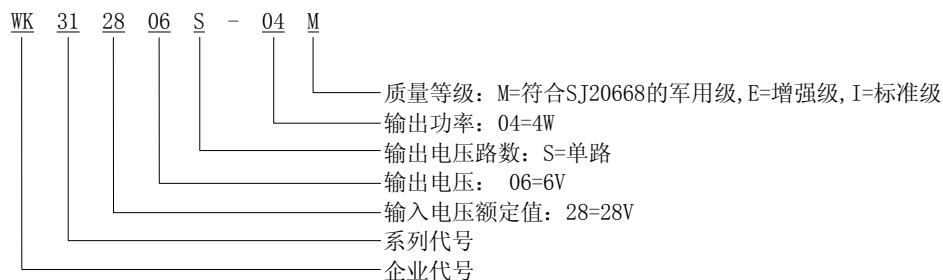 WK 31 28 06 S - 04 M
质量等级：M=符合SJ20668的军用级,E=增强级,I=标准级
输出功率：04=4W
输出电压路数：S=单路
输出电压： 06=6V
输入电压额定值：28=28V
系列代号
企业代号